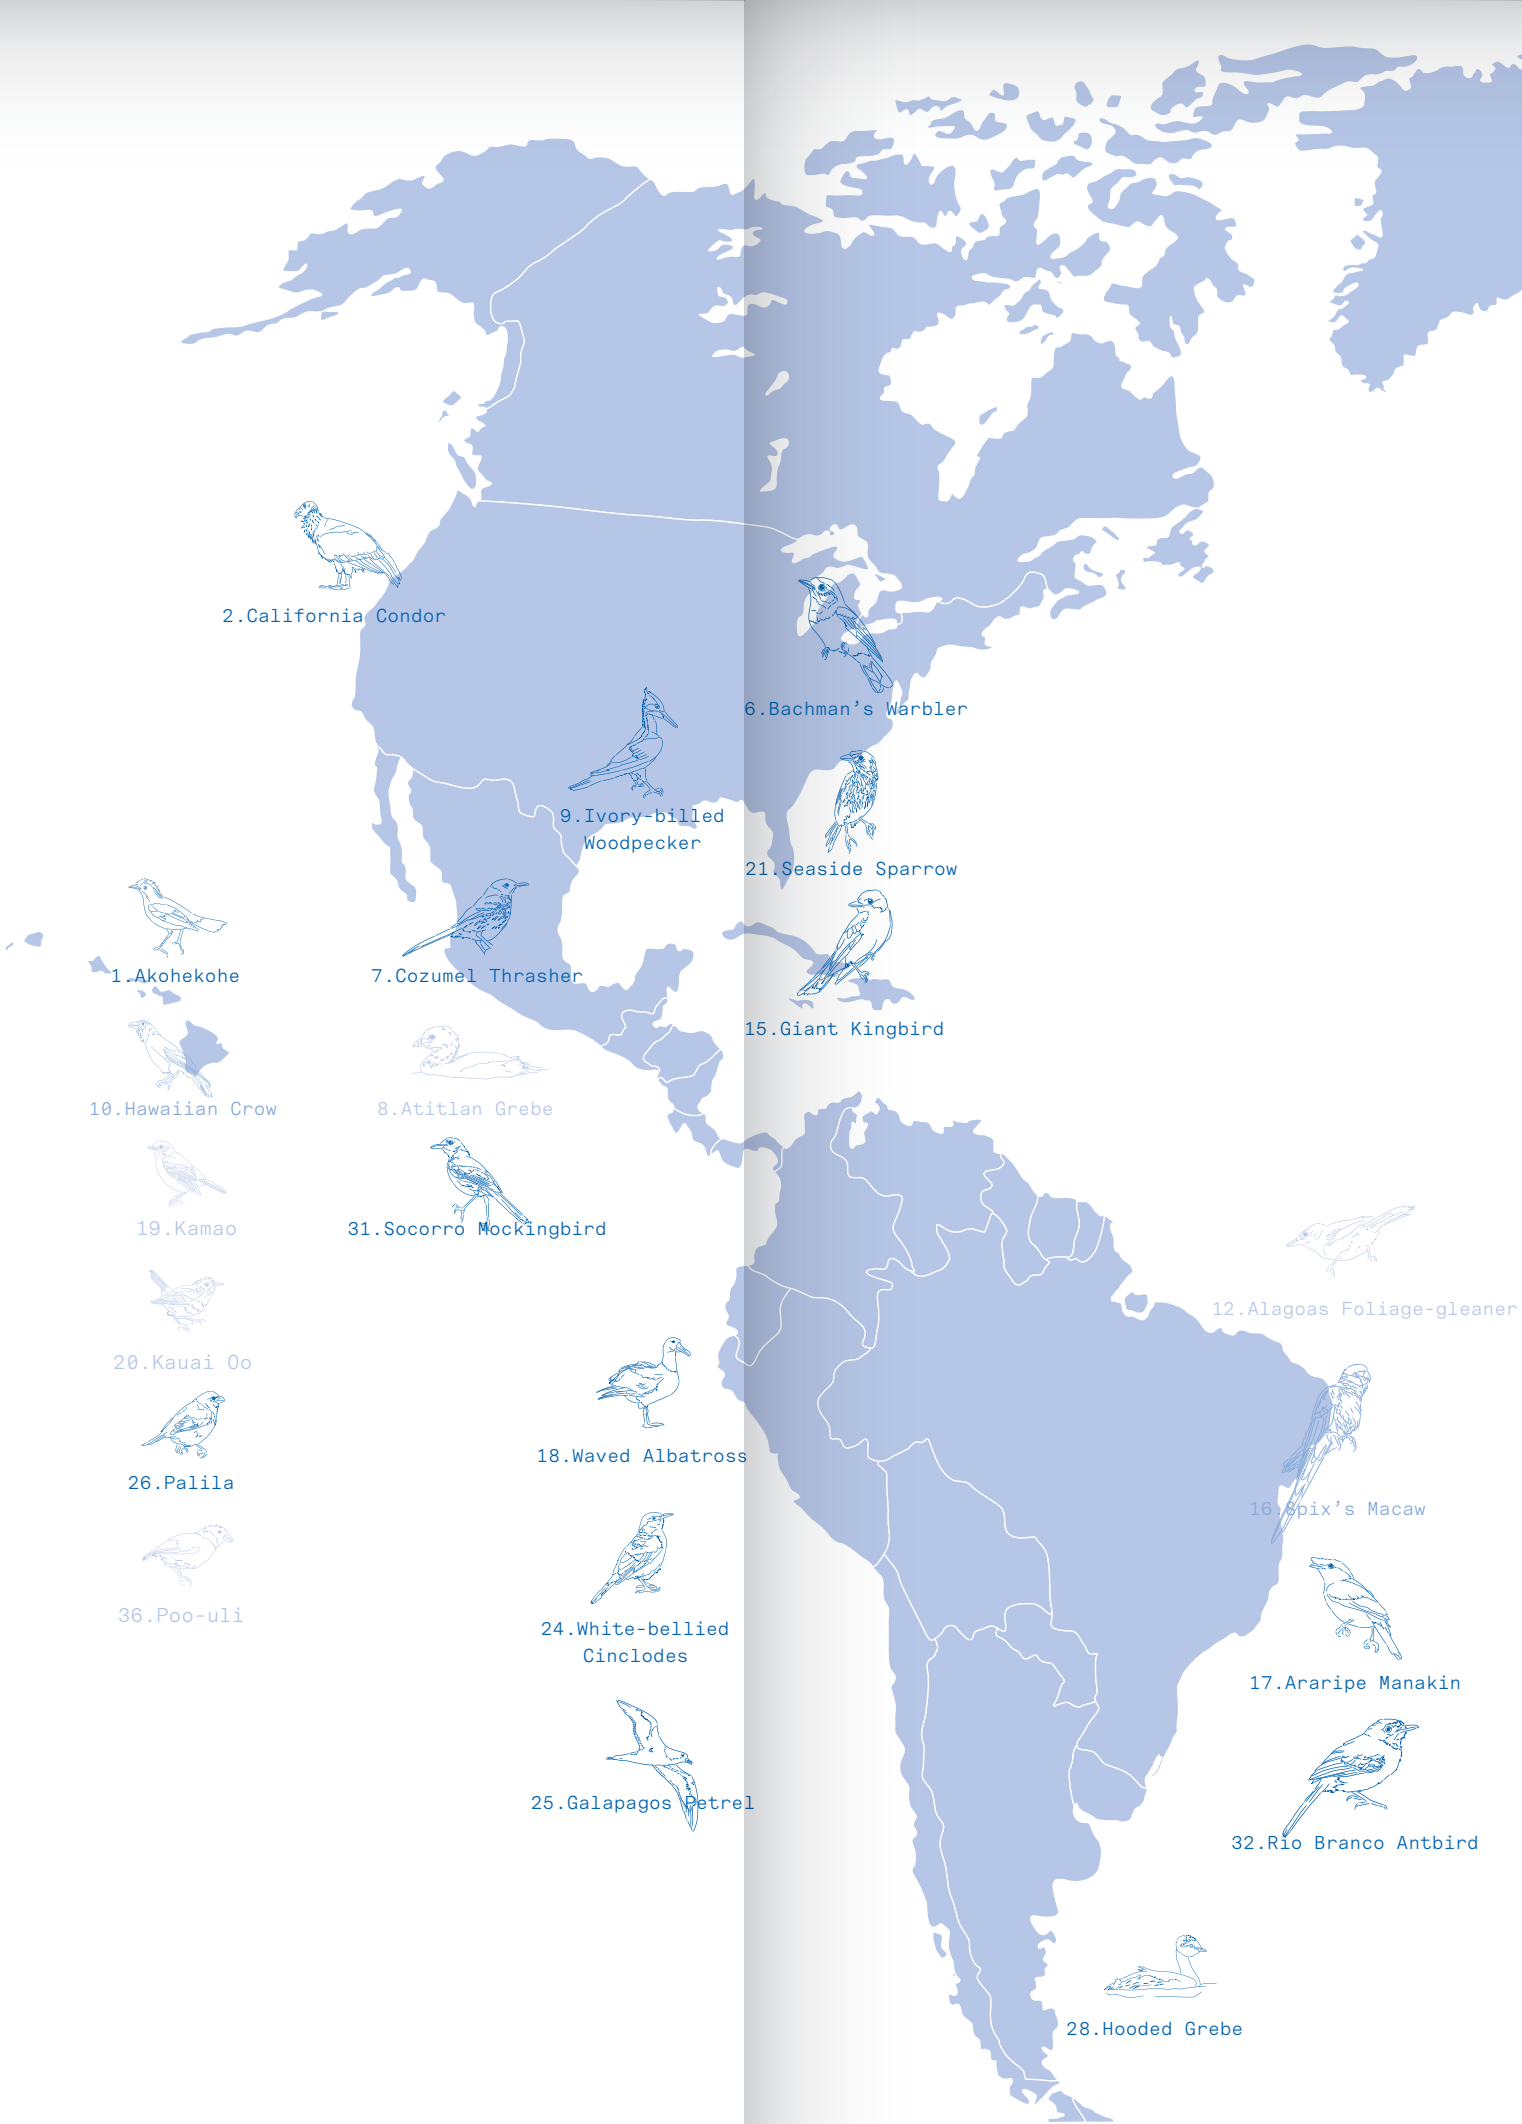 2.California Condor
6.Bachman’s Warbler
9.Ivory-billed
Woodpecker
21.Seaside Sparrow
1.Akohekohe
7.Cozumel Thrasher
15.Giant Kingbird
10.Hawaiian Crow
8.Atitlan Grebe
19.Kamao
31.Socorro Mockingbird
12.Alagoas Foliage-gleaner
20.Kauai Oo
18.Waved Albatross
26.Palila
16.Spix’s Macaw
36.Poo-uli
24.White-bellied
Cinclodes
17.Araripe Manakin
25.Galapagos Petrel
32.Rio Branco Antbird
28.Hooded Grebe